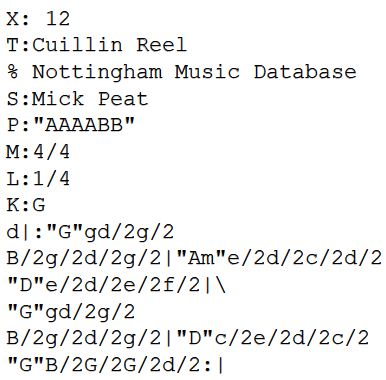 X: 12
T:Cuillin Reel
% Nottingham Music Database
S:Mick Peat
P:"AAAABB"
M:4/4
L:1/4
K:G
d|:"G"gd/2g/2
B/2g/2d/2g/2|"Am"e/2d/2c/2d/2
"D"e/2d/2e/2f/2|\
"G"gd/2g/2
B/2g/2d/2g/2|"D"c/2e/2d/2c/2
"G"B/2G/2G/2d/2:|